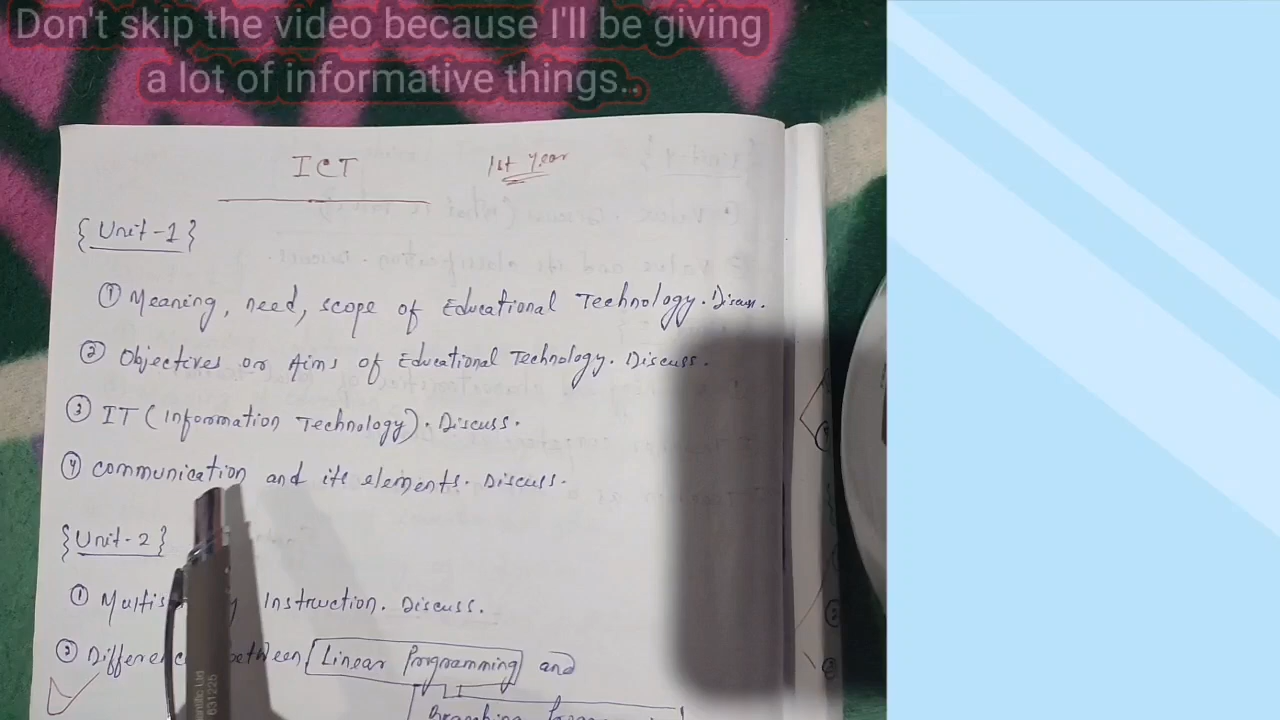 Don't skip the video because I'll be giving
a lot of informative things..
ICT 1st Year
{Unit-1}
① Meaning, need, scope of Educational Technology. Discuss.
② Objectives or Aims of Educational Technology. Discuss.
③ IT (Information Technology). Discuss.
④ Communication and its elements. Discuss.
{Unit-2}
① Instruction. Discuss.
② between [Linear Programming] and
Branching
631225